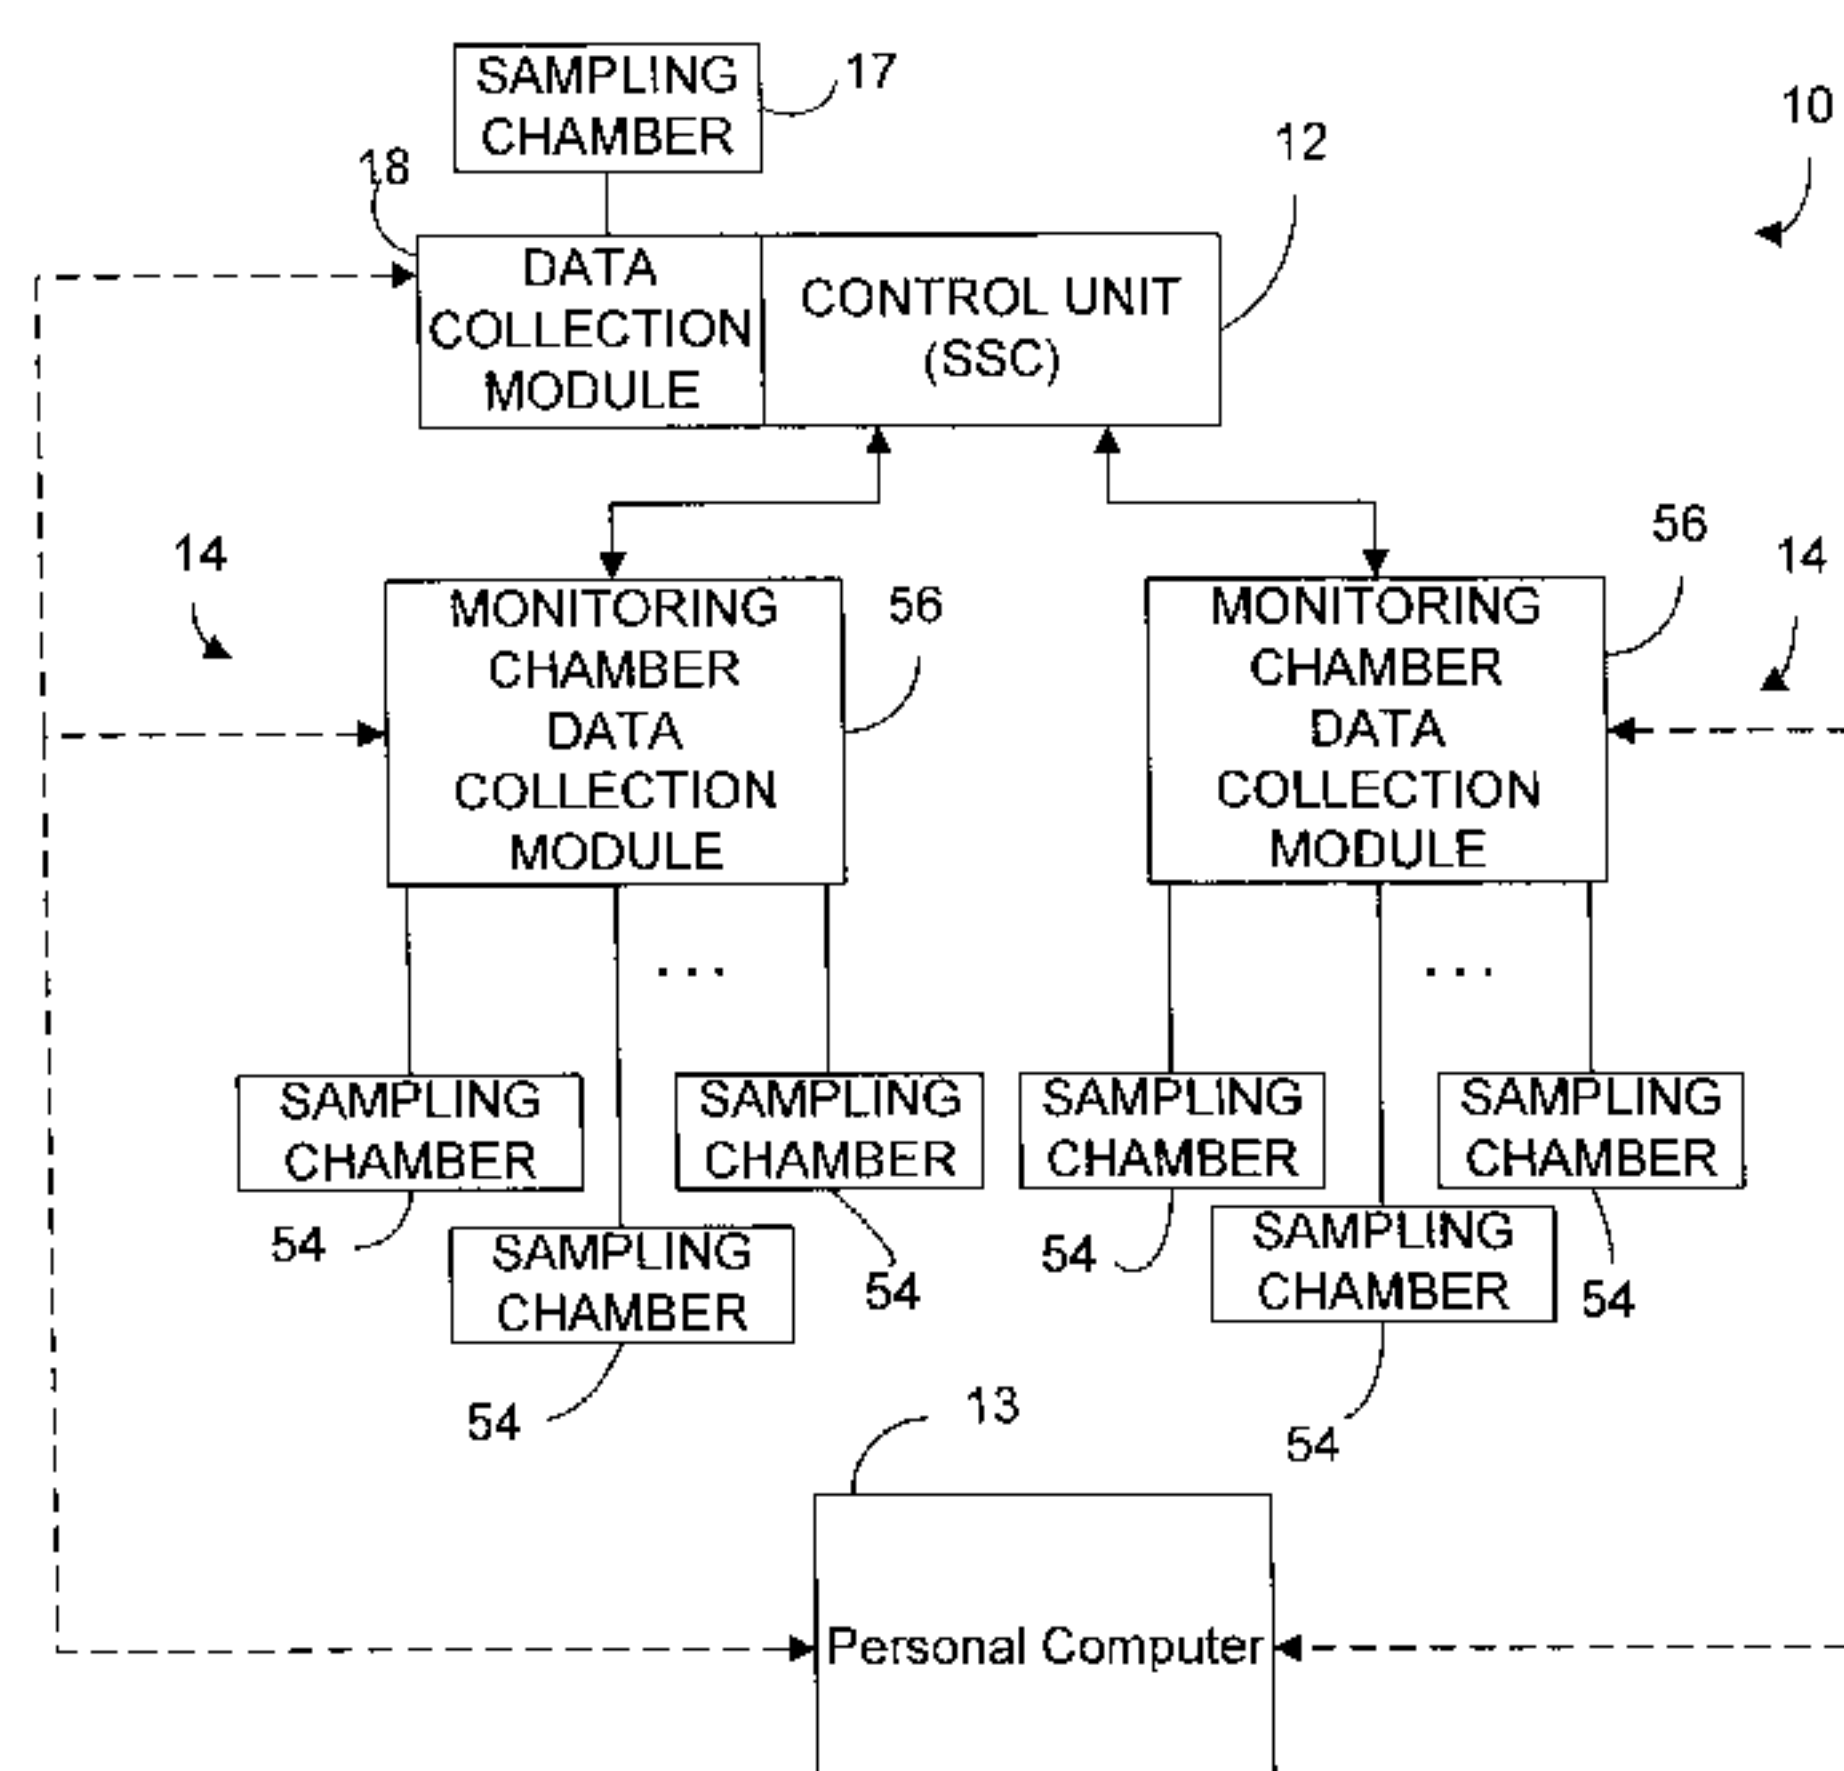 SAMPLING
CHAMBER
17
10
12
18
DATA
COLLECTION
MODULE
CONTROL UNIT
(SSC)
14
MONITORING
CHAMBER
DATA
COLLECTION
MODULE
56
MONITORING
CHAMBER
DATA
COLLECTION
MODULE
56
14
...
...
SAMPLING
CHAMBER
54
SAMPLING
CHAMBER
54
SAMPLING
CHAMBER
54
SAMPLING
CHAMBER
54
SAMPLING
CHAMBER
54
SAMPLING
CHAMBER
54
13
Personal Computer